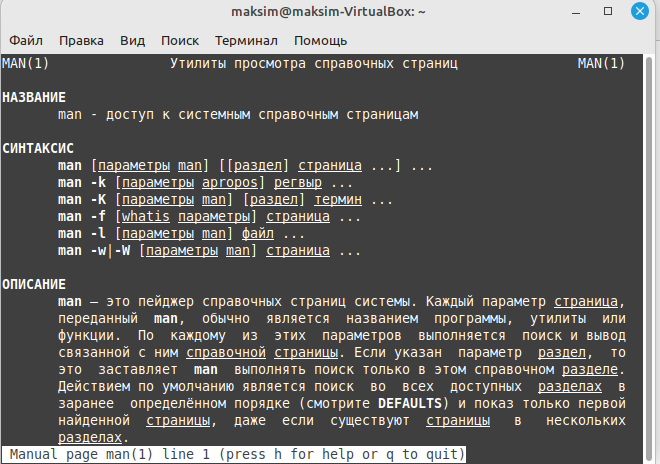 maksim@maksim-VirtualBox: ~
Файл Правка Вид Поиск Терминал Помощь
MAN(1) Утилиты просмотра справочных страниц MAN(1)
НАЗВАНИЕ
man - доступ к системным справочным страницам
СИНТАКСИС
man [параметры man] [[раздел] страница ...] ...
man -k [параметры apropos] регвыр ...
man -K [параметры man] [раздел] термин ...
man -f [whatis параметры] страница ...
man -l [параметры man] файл ...
man -w|-W [параметры man] страница ...
ОПИСАНИЕ
man — это пейджер справочных страниц системы. Каждый параметр страница,
переданный man, обычно является названием программы, утилиты или
функции. По каждому из этих параметров выполняется поиск и вывод
связанной с ним справочной страницы. Если указан параметр раздел, то
это заставляет man выполнять поиск только в этом справочном разделе.
Действием по умолчанию является поиск во всех доступных разделах в
заранее определённом порядке (смотрите DEFAULTS) и показ только первой
найденной страницы, даже если существуют страницы в нескольких
разделах.
Manual page man(1) line 1 (press h for help or q to quit)